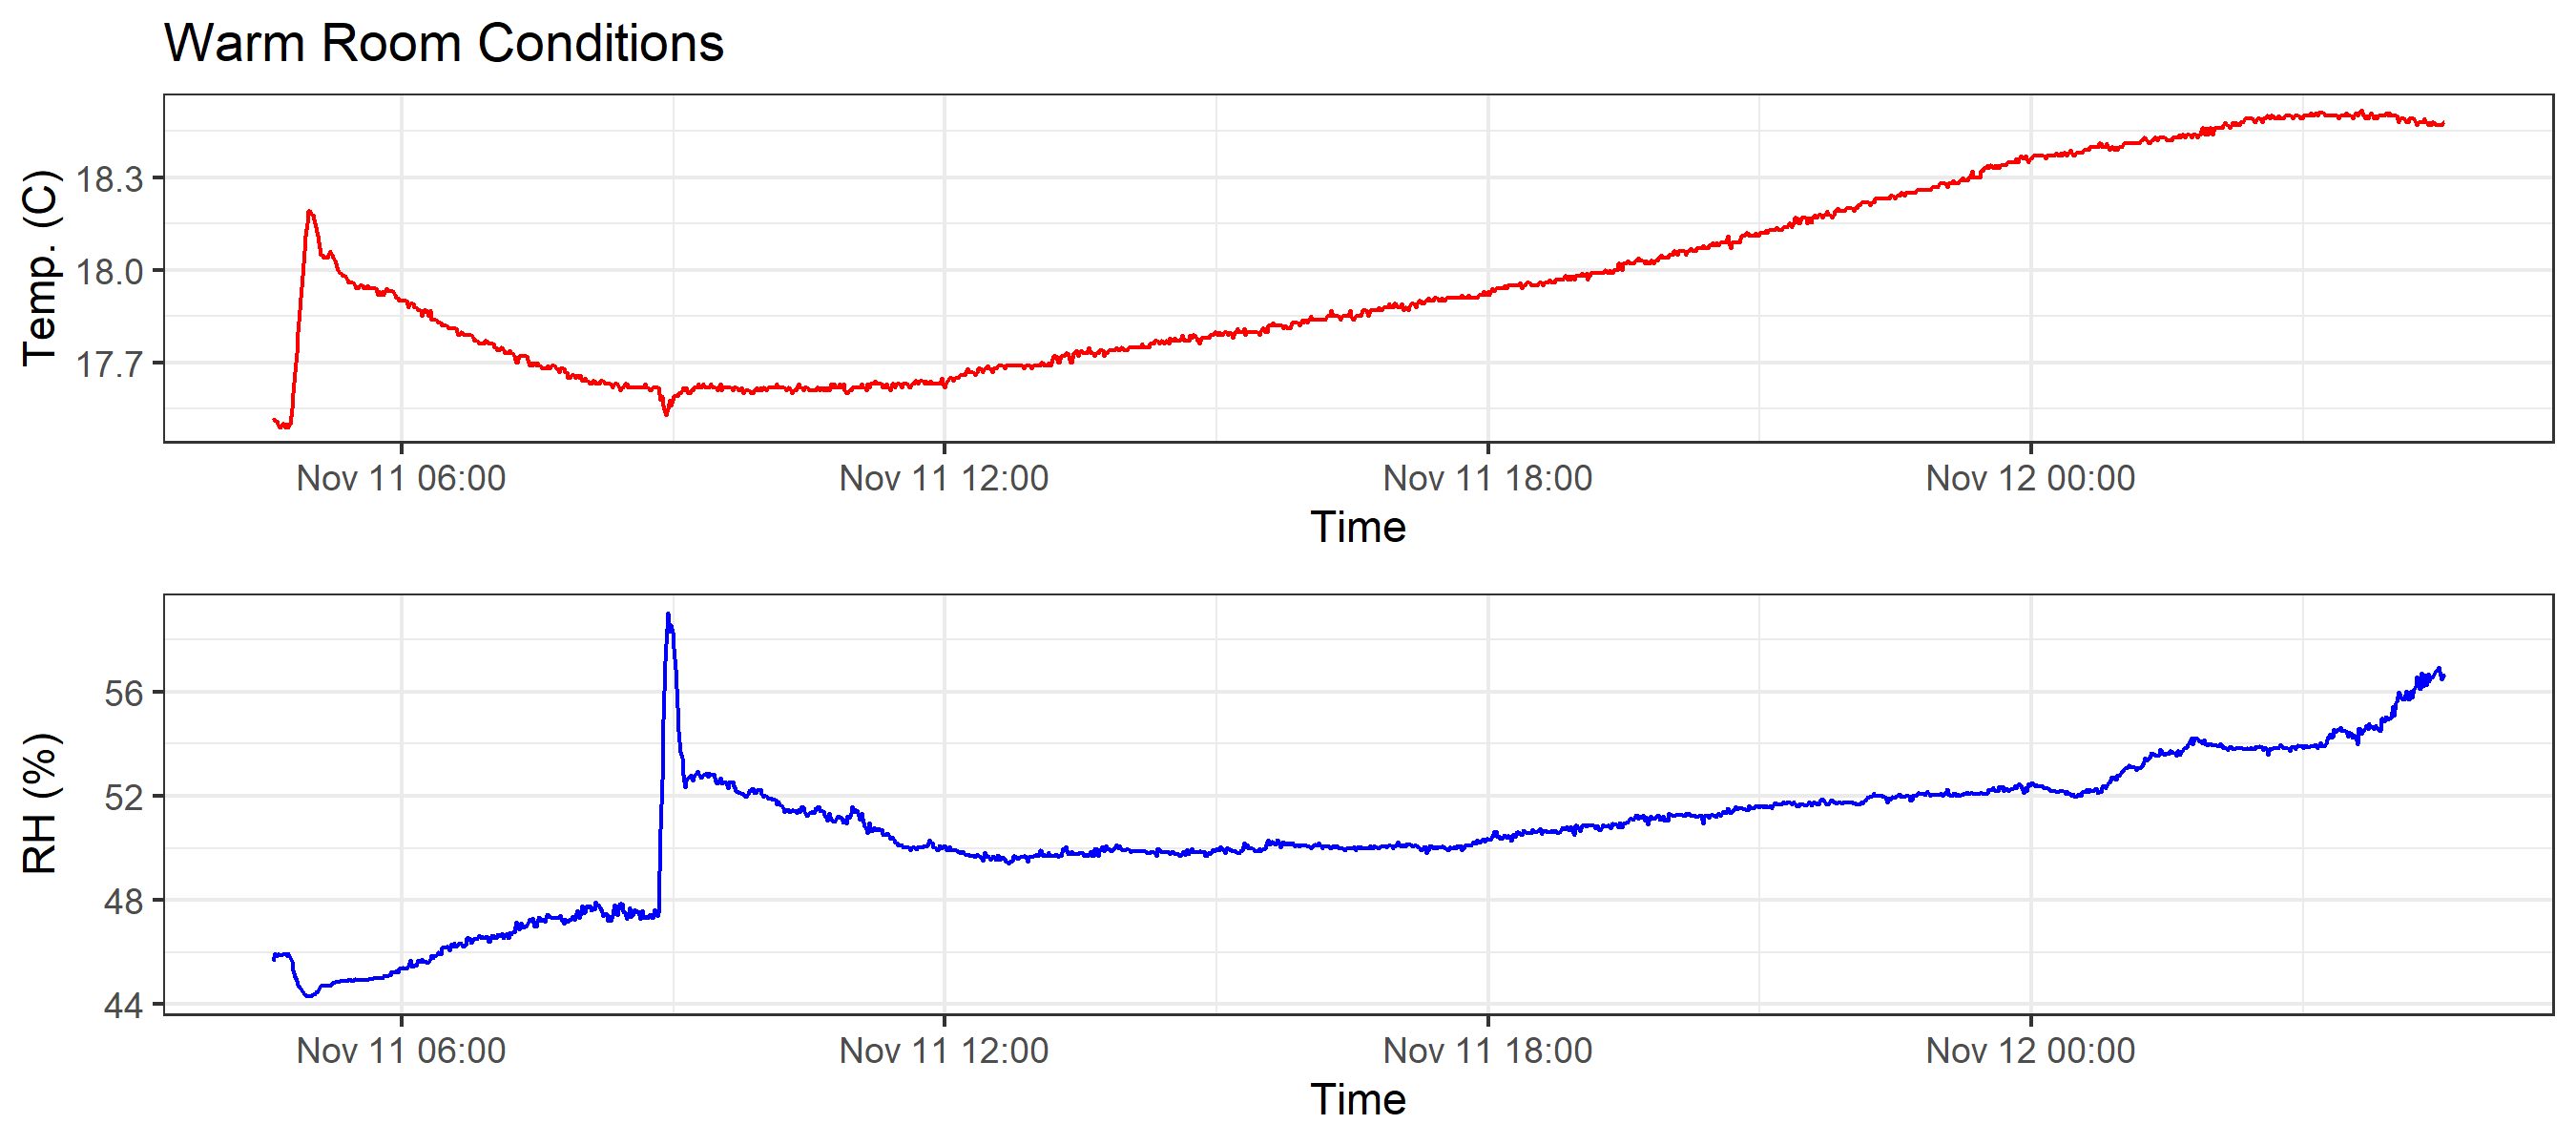 Warm Room Conditions
Temp. (C)
18.3
18.0
17.7
Nov 11 06:00 Nov 11 12:00 Nov 11 18:00 Nov 12 00:00
Time
RH (%)
56
52
48
44
Nov 11 06:00 Nov 11 12:00 Nov 11 18:00 Nov 12 00:00
Time